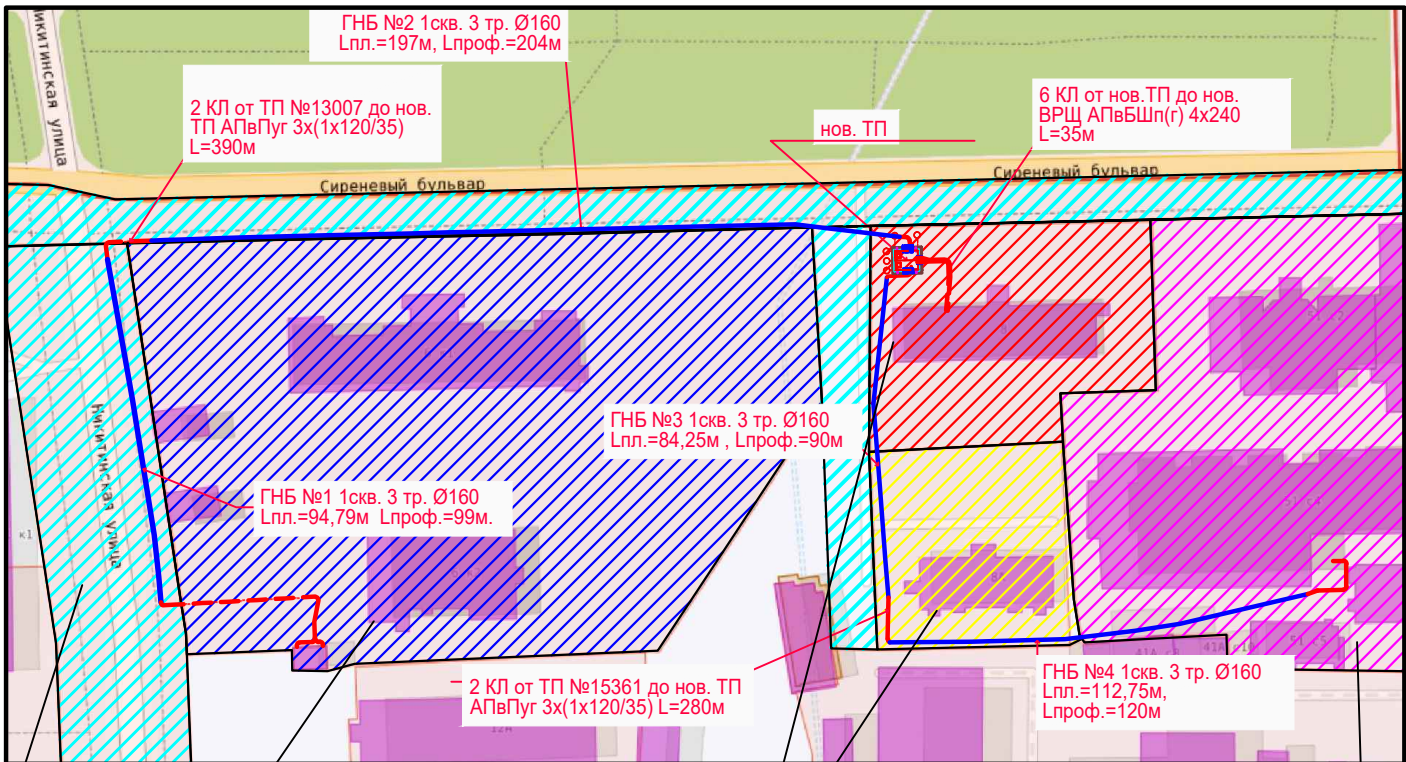 ГНБ №2 1скв. 3 тр. Ø160
Lпл.=197м, Lпроф.=204м
2 КЛ от ТП №13007 до нов.
ТП АПвПуг 3х(1х120/35)
L=390м
нов. ТП
6 КЛ от нов.ТП до нов.
ВРЩ АПвБШп(г) 4х240
L=35м
Никитинская улица
Сиреневый бульвар
Сиреневый бульвар
ГНБ №3 1скв. 3 тр. Ø160
Lпл.=84,25м , Lпроф.=90м
ГНБ №1 1скв. 3 тр. Ø160
Lпл.=94,79м Lпроф.=99м.
Никитинская улица
к1
2 КЛ от ТП №15361 до нов. ТП
АПвПуг 3х(1х120/35) L=280м
ГНБ №4 1скв. 3 тр. Ø160
Lпл.=112,75м,
Lпроф.=120м